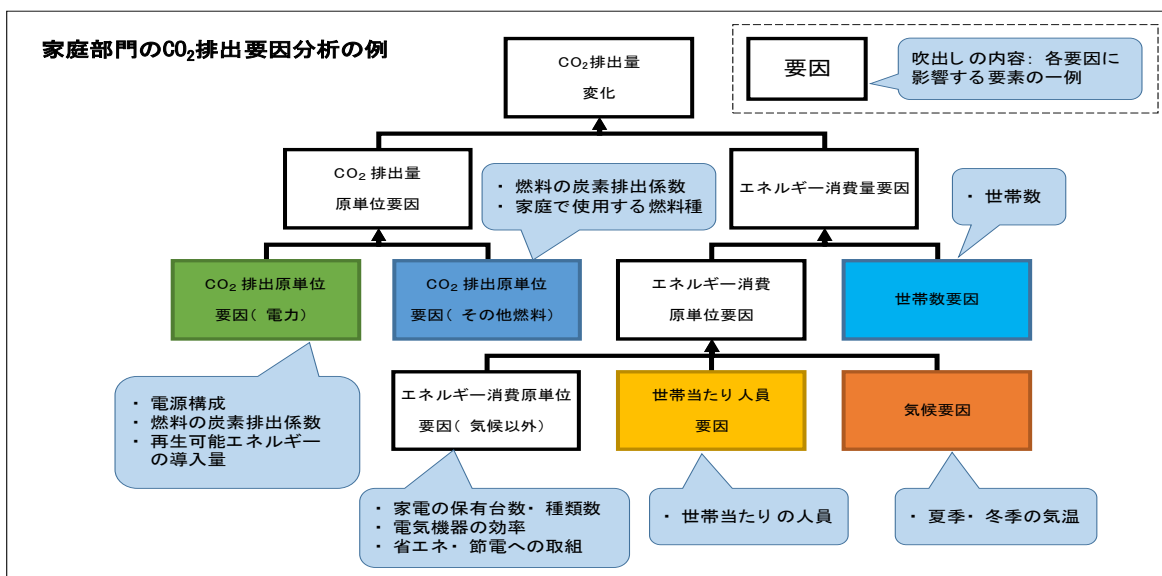 家庭部門のCO₂排出要因分析の例
CO₂排出量
変化
要因
吹出しの内容：各要因に
影響する要素の一例
CO₂排出量
原単位要因
・燃料の炭素排出係数
・家庭で使用する燃料種
エネルギー消費量要因
・世帯数
CO₂排出原単位
要因（電力）
CO₂排出原単位
要因（その他燃料）
エネルギー消費
原単位要因
世帯数要因
・電源構成
・燃料の炭素排出係数
・再生可能エネルギー
の導入量
エネルギー消費原単位
要因（気候以外）
世帯当たり人員
要因
気候要因
・家電の保有台数・種類数
・電気機器の効率
・省エネ・節電への取組
・世帯当たりの人員
・夏季・冬季の気温